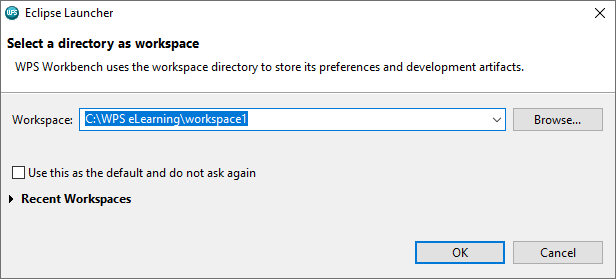 WPS Eclipse Launcher
Select a directory as workspace
WPS Workbench uses the workspace directory to store its preferences and development artifacts.
Workspace: C:\WPS eLearning\workspace1 Browse...
Use this as the default and do not ask again
Recent Workspaces
OK Cancel